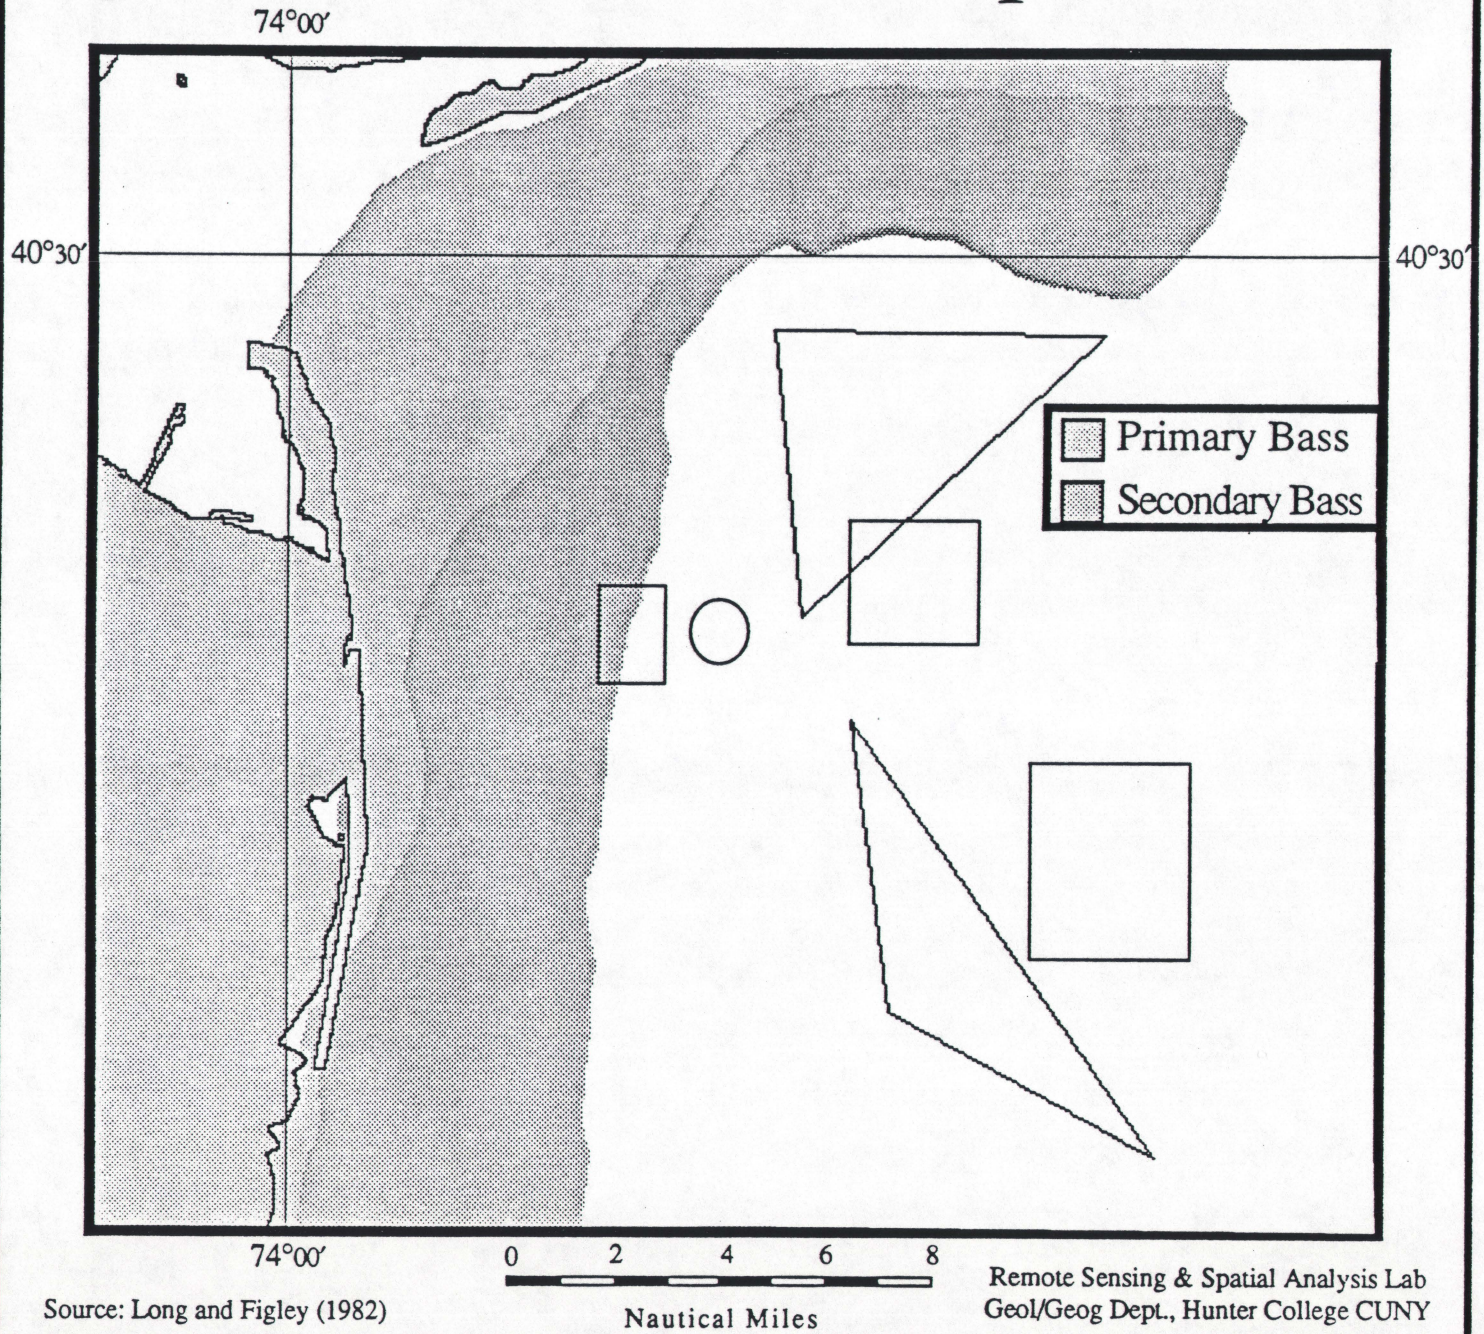 74°00'
40°30'
40°30'
Primary Bass
Secondary Bass
74°00'
0 2 4 6 8
Nautical Miles
Source: Long and Figley (1982)
Remote Sensing & Spatial Analysis Lab
Geol/Geog Dept., Hunter College CUNY